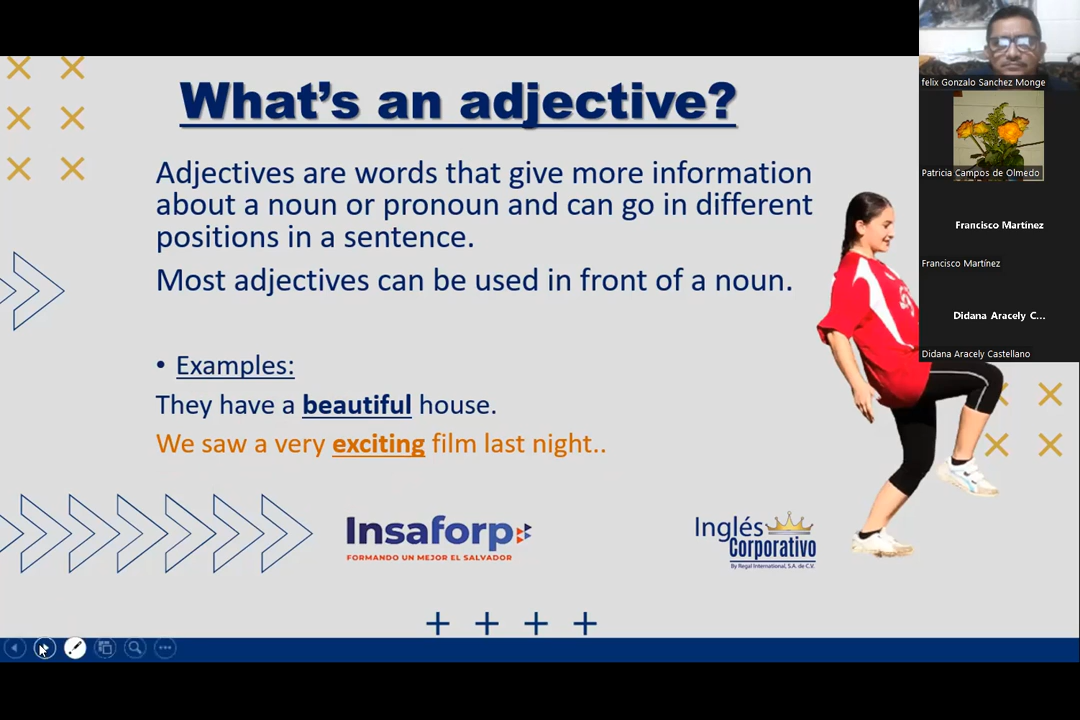 What's an adjective?
Adjectives are words that give more information
about a noun or pronoun and can go in different
positions in a sentence.
Most adjectives can be used in front of a noun.
• Examples:
They have a beautiful house.
We saw a very exciting film last night..
Insaforp
FORMANDO UN MEJOR EL SALVADOR
Inglés
Corporativo
By Regal International, S.A. de C.V.
felix Gonzalo Sanchez Monge
Patricia Campos de Olmedo
Francisco Martínez
Francisco Martínez
Didana Aracely C...
Didana Aracely Castellano